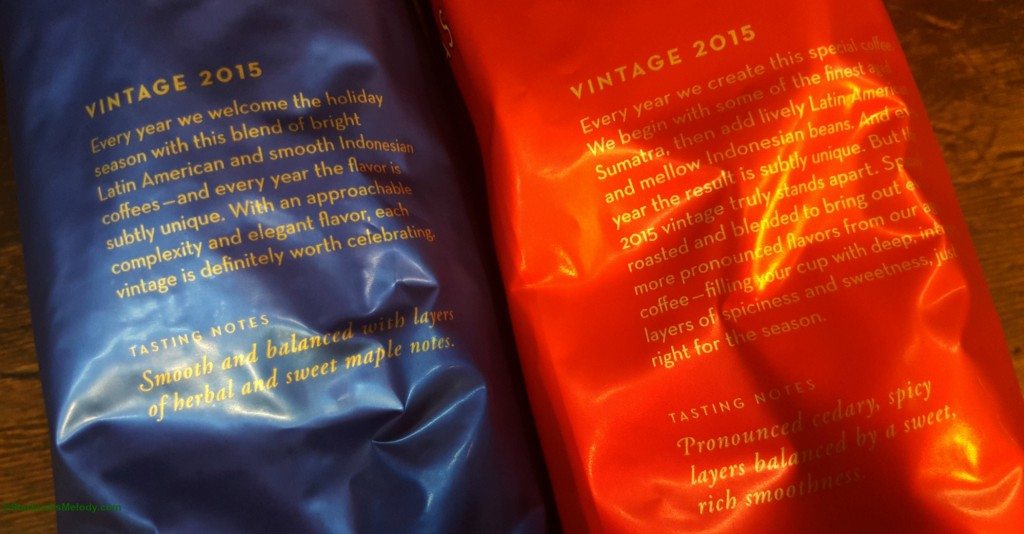 VINTAGE 2015
Every year we welcome the holiday
season with this blend of bright
Latin American and smooth Indonesian
coffees—and every year the flavor is
subtly unique. With an approachable
complexity and elegant flavor, each
vintage is definitely worth celebrating.
TASTING NOTES
Smooth and balanced with layers
of herbal and sweet maple notes.
VINTAGE 2015
Every year we create this special coffee.
We begin with some of the finest
Sumatra, then add lively Latin American
and mellow Indonesian beans. And
year the result is subtly unique. But
2015 vintage truly stands apart.
roasted and blended to bring out
more pronounced flavors from our
coffee—filling your cup with deep,
layers of spiciness and sweetness, just
right for the season.
TASTING NOTES
Pronounced cedary, spicy
layers balanced by a sweet,
rich smoothness.